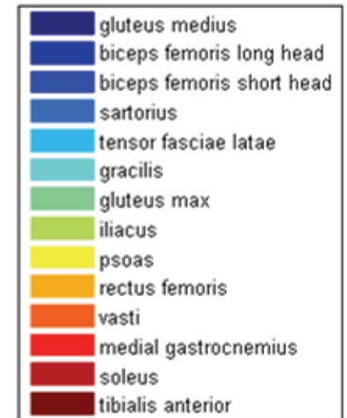 gluteus medius
biceps femoris long head
biceps femoris short head
sartorius
tensor fasciae latae
gracilis
gluteus max
iliacus
psoas
rectus femoris
vasti
medial gastrocnemius
soleus
tibialis anterior